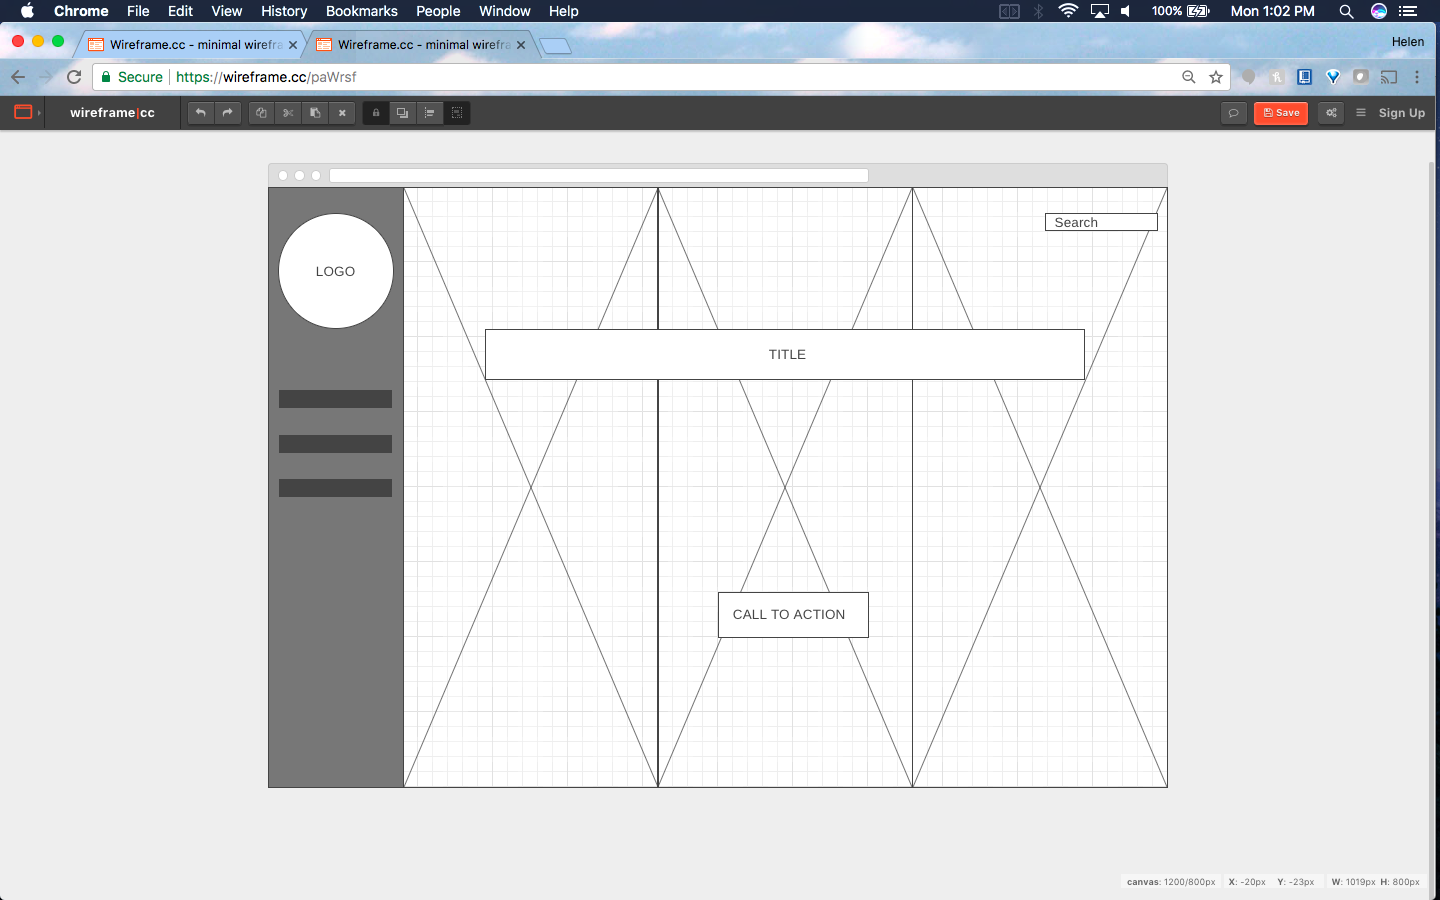 Chrome File Edit View History Bookmarks People Window Help 100% Mon 1:02 PM
Wireframe.cc - minimal wirefra Wireframe.cc - minimal wirefra Helen
Secure https://wireframe.cc/paWrsf
wireframe|cc Save Sign Up
Search
LOGO
TITLE
CALL TO ACTION
canvas: 1200/800px X: -20px Y: -23px W: 1019px H: 800px